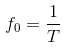 f_0 = \frac{1}{T}